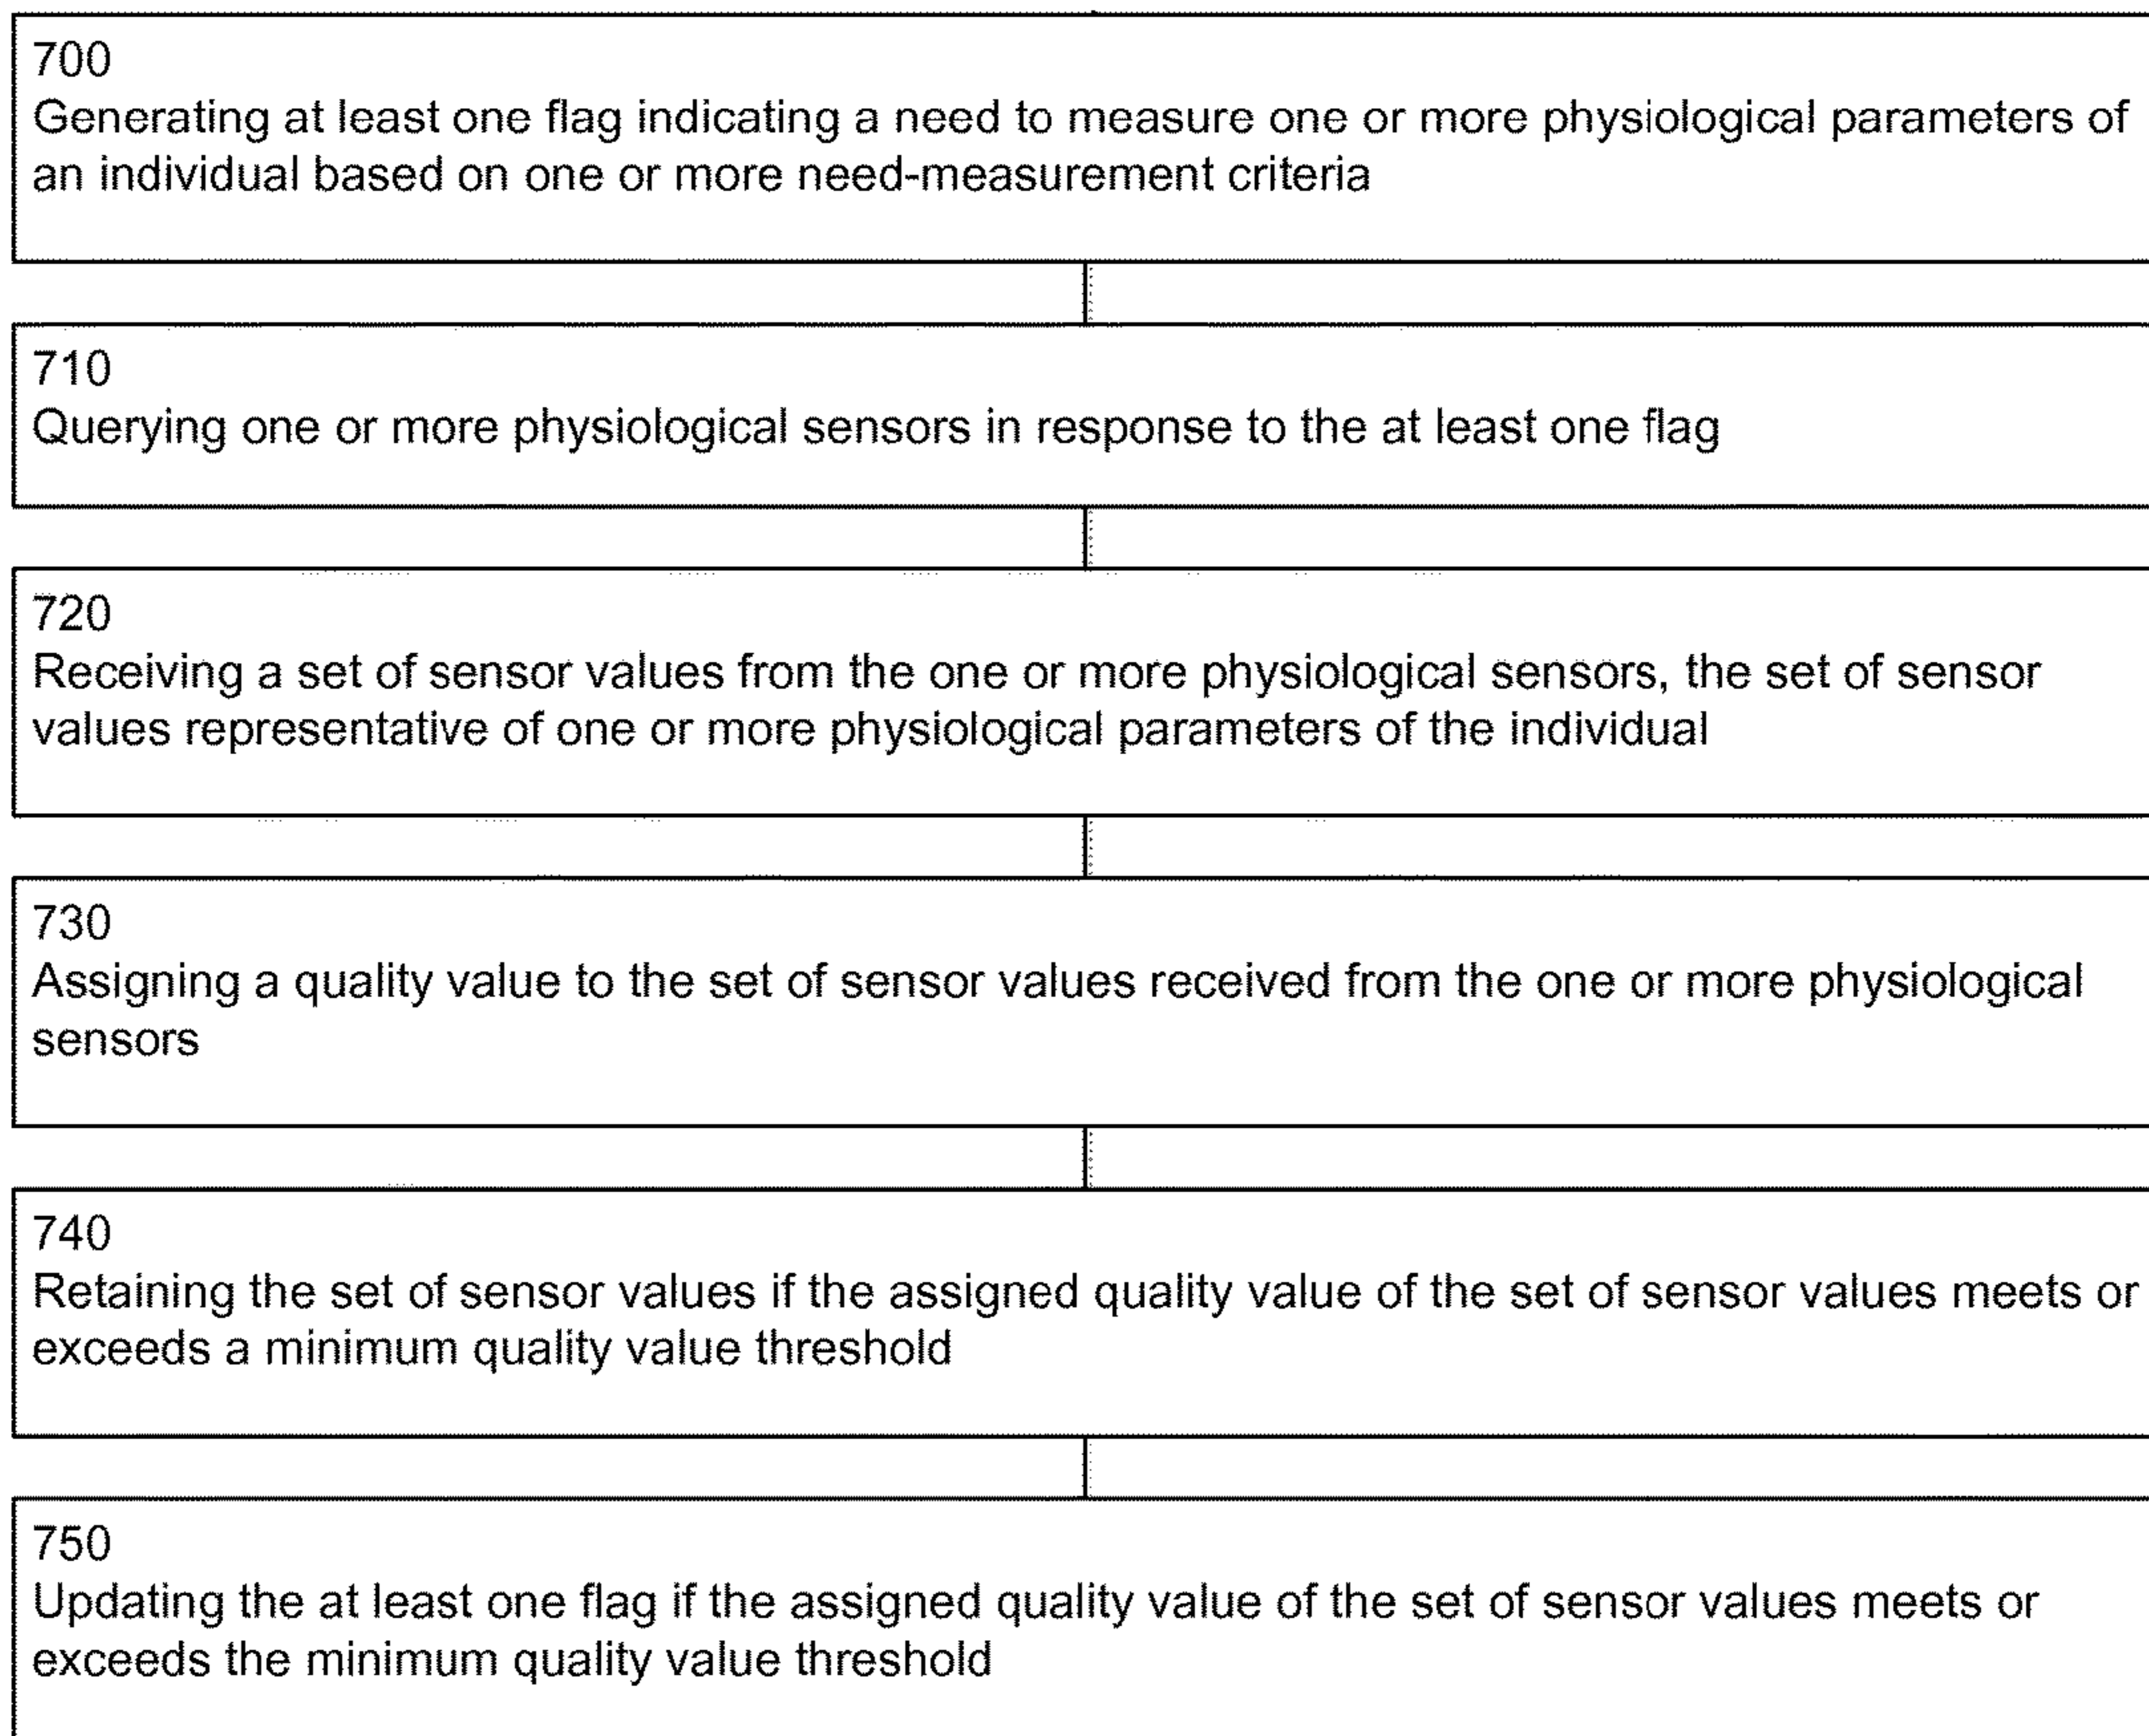 700
Generating at least one flag indicating a need to measure one or more physiological parameters of
an individual based on one or more need-measurement criteria
710
Querying one or more physiological sensors in response to the at least one flag
720
Receiving a set of sensor values from the one or more physiological sensors, the set of sensor
values representative of one or more physiological parameters of the individual
730
Assigning a quality value to the set of sensor values received from the one or more physiological
sensors
740
Retaining the set of sensor values if the assigned quality value of the set of sensor values meets or
exceeds a minimum quality value threshold
750
Updating the at least one flag if the assigned quality value of the set of sensor values meets or
exceeds the minimum quality value threshold